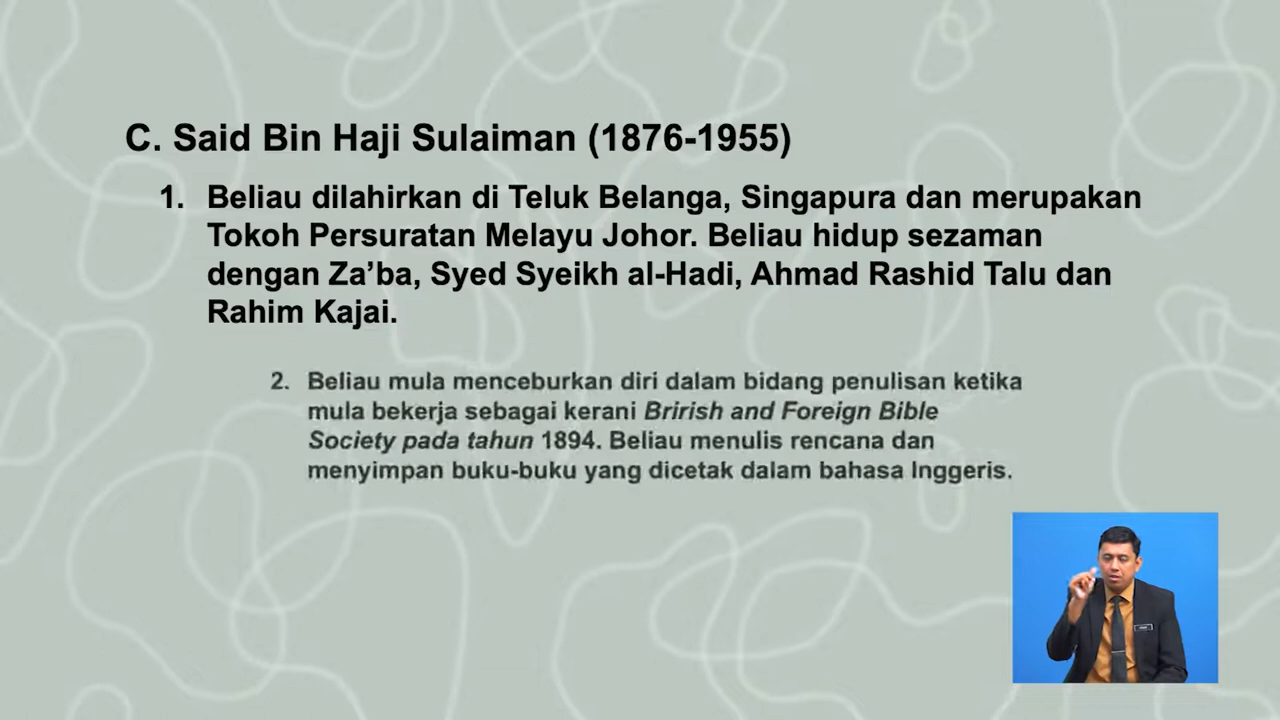 C. Said Bin Haji Sulaiman (1876-1955)
1. Beliau dilahirkan di Teluk Belanga, Singapura dan merupakan
Tokoh Persuratan Melayu Johor. Beliau hidup sezaman
dengan Za’ba, Syed Syeikh al-Hadi, Ahmad Rashid Talu dan
Rahim Kajai.
2. Beliau mula menceburkan diri dalam bidang penulisan ketika
mula bekerja sebagai kerani Brirish and Foreign Bible
Society pada tahun 1894. Beliau menulis rencana dan
menyimpan buku-buku yang dicetak dalam bahasa Inggeris.